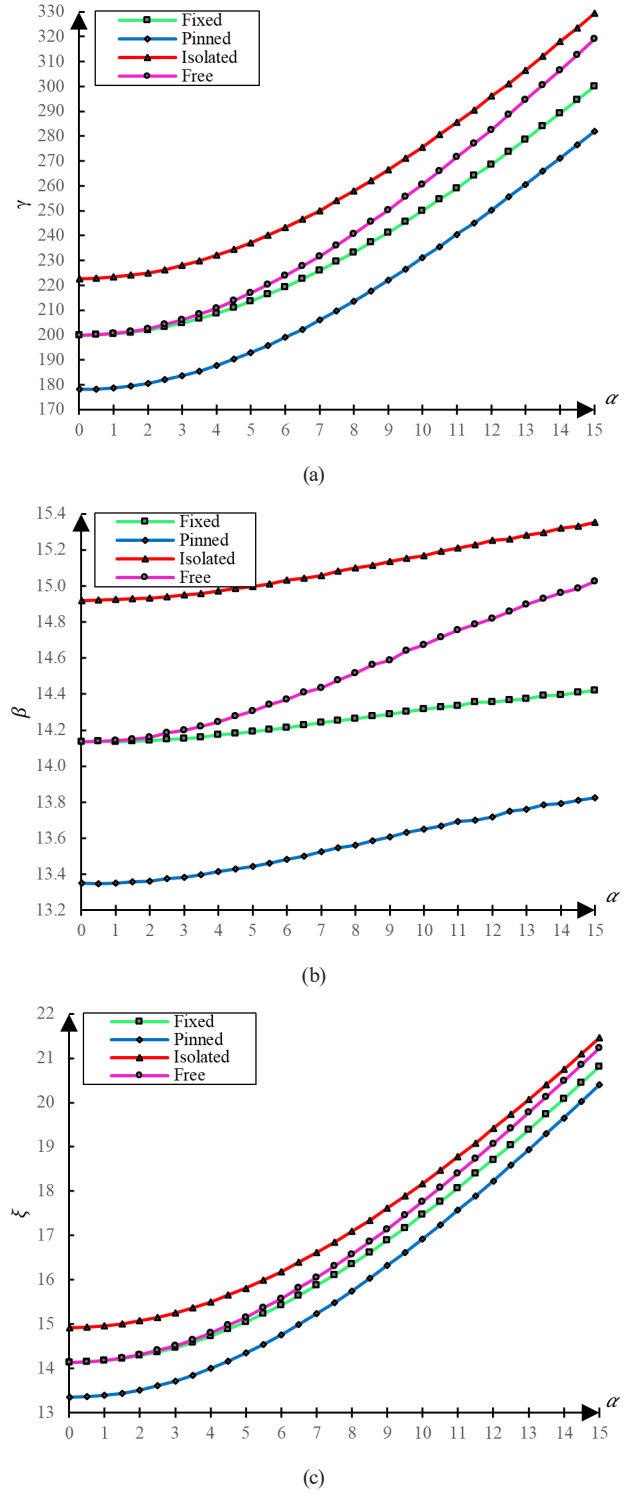 330
320
310
300
290
280
270
260
250
240
230
220
210
200
190
180
170
γ
Fixed
Pinned
Isolated
Free
α
0 1 2 3 4 5 6 7 8 9 10 11 12 13 14 15
(a)
15.4
15.2
15.0
14.8
14.6
14.4
14.2
14.0
13.8
13.6
13.4
13.2
β
Fixed
Pinned
Isolated
Free
α
0 1 2 3 4 5 6 7 8 9 10 11 12 13 14 15
(b)
22
21
20
19
18
17
16
15
14
13
ξ
Fixed
Pinned
Isolated
Free
α
0 1 2 3 4 5 6 7 8 9 10 11 12 13 14 15
(c)